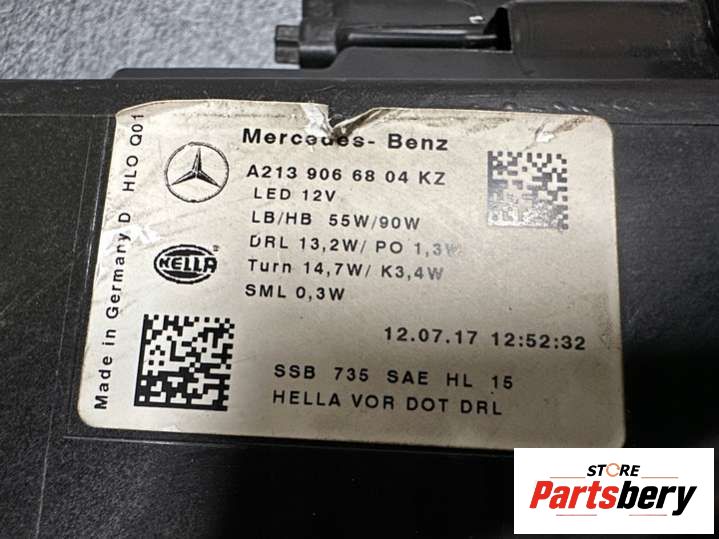 Mercedes- Benz
A213 906 68 04 KZ
LED 12V
LB/HB 55W/90W
DRL 13,2W/ PO 1,3W
Turn 14,7W/ K3,4W
SML 0,3W
HELLA
12.07.17 12:52:32
SSB 735 SAE HL 15
HELLA VOR DOT DRL
Made in Germany D HLO Q01
STORE
Partsbery